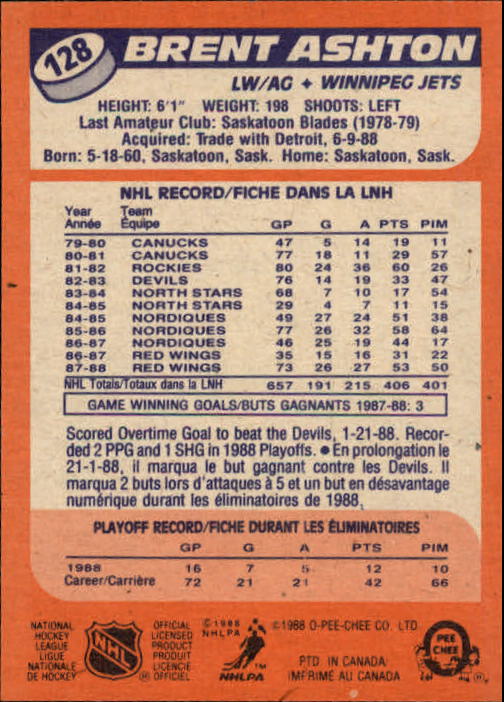 128
BRENT ASHTON
LW/AG + WINNIPEG JETS
HEIGHT: 6'1" WEIGHT: 198 SHOOTS: LEFT
Last Amateur Club: Saskatoon Blades (1978-79)
Acquired: Trade with Detroit, 6-9-88
Born: 5-18-60, Saskatoon, Sask. Home: Saskatoon, Sask.
NHL RECORD/FICHE DANS LA LNH
Year Team
Année Équipe GP G A PTS PIM
79-80 CANUCKS 47 5 14 19 11
80-81 CANUCKS 77 18 11 29 57
81-82 ROCKIES 80 24 36 60 26
82-83 DEVILS 76 14 19 33 47
83-84 NORTH STARS 68 7 10 17 54
84-85 NORTH STARS 29 4 7 11 15
84-85 NORDIQUES 49 27 24 51 38
85-86 NORDIQUES 77 26 32 58 64
86-87 NORDIQUES 46 25 19 44 17
86-87 RED WINGS 35 15 16 31 22
87-88 RED WINGS 73 26 27 53 50
NHL Totals/Totaux dans la LNH 657 191 215 406 401
GAME WINNING GOALS/BUTS GAGNANTS 1987-88: 3
Scored Overtime Goal to beat the Devils, 1-21-88. Recor-
ded 2 PPG and 1 SHG in 1988 Playoffs. ● En prolongation le
21-1-88, il marqua le but gagnant contre les Devils. Il
marqua 2 buts lors d'attaques à 5 et un but en désavantage
numérique durant les éliminatoires de 1988.
PLAYOFF RECORD/FICHE DURANT LES ÉLIMINATOIRES
GP G A PTS PIM
1988 16 7 5 12 10
Career/Carrière 72 21 21 42 66
NATIONAL
HOCKEY
LEAGUE
LIGUE
NATIONALE
DE HOCKEY
NHL
OFFICIAL
LICENSED
PRODUCT
PRODUIT
LICENCIÉ
OFFICIEL
© 1988
NHLPA
NHLPA
TM
© 1988 O-PEE-CHEE CO. LTD
PTD IN CANADA
IMPRIMÉ AU CANADA
PEE
CHEE